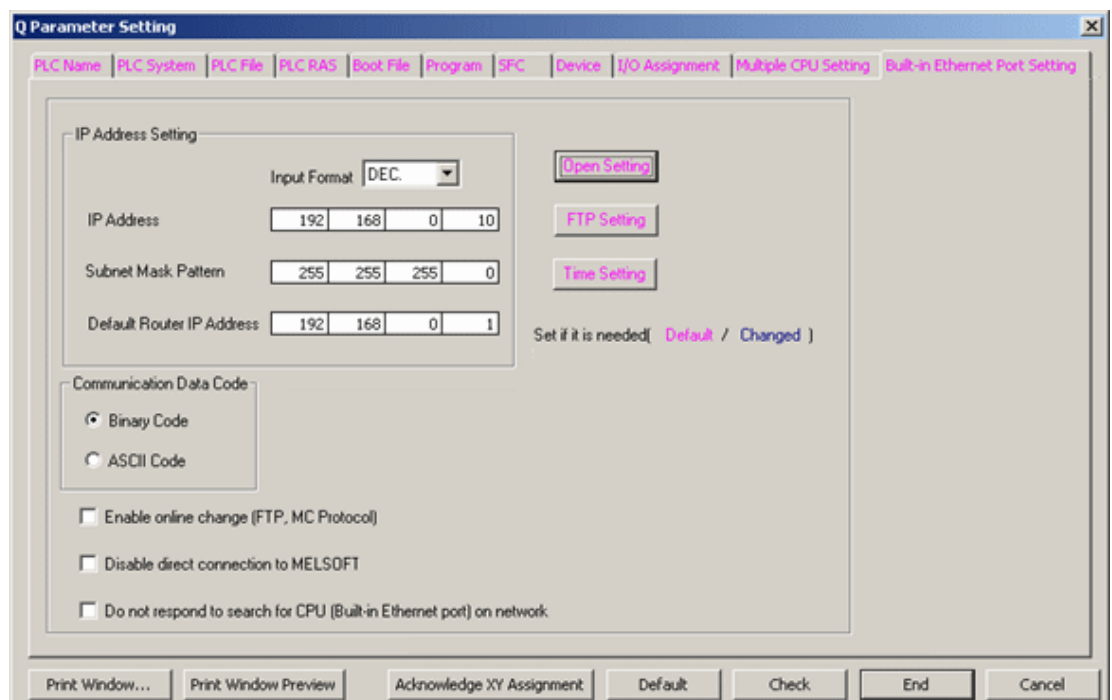 Q Parameter Setting
PLC Name PLC System PLC File PLC RAS Boot File Program SFC Device I/O Assignment Multiple CPU Setting Built-in Ethernet Port Setting
IP Address Setting
Input Format DEC.
Open Setting
IP Address 192 168 0 10
FTP Setting
Subnet Mask Pattern 255 255 255 0
Time Setting
Default Router IP Address 192 168 0 1
Set if it is needed( Default / Changed )
Communication Data Code
Binary Code
ASCII Code
Enable online change (FTP, MC Protocol)
Disable direct connection to MELSOFT
Do not respond to search for CPU (Built-in Ethernet port) on network
Print Window... Print Window Preview Acknowledge XY Assignment Default Check End Cancel